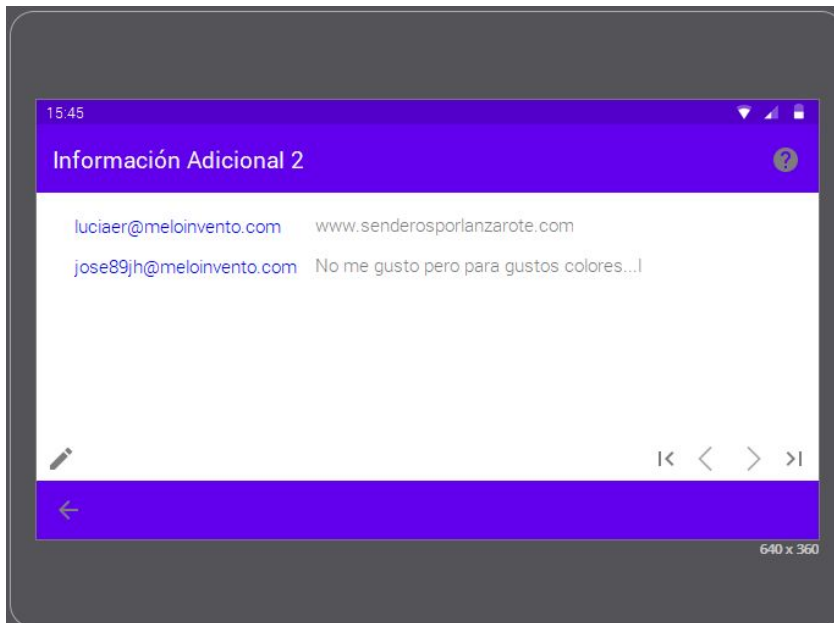 15:45
Información Adicional 2
luciaer@meloinvento.com www.senderosporlanzarote.com
jose89jh@meloinvento.com No me gusto pero para gustos colores...l
640 x 360